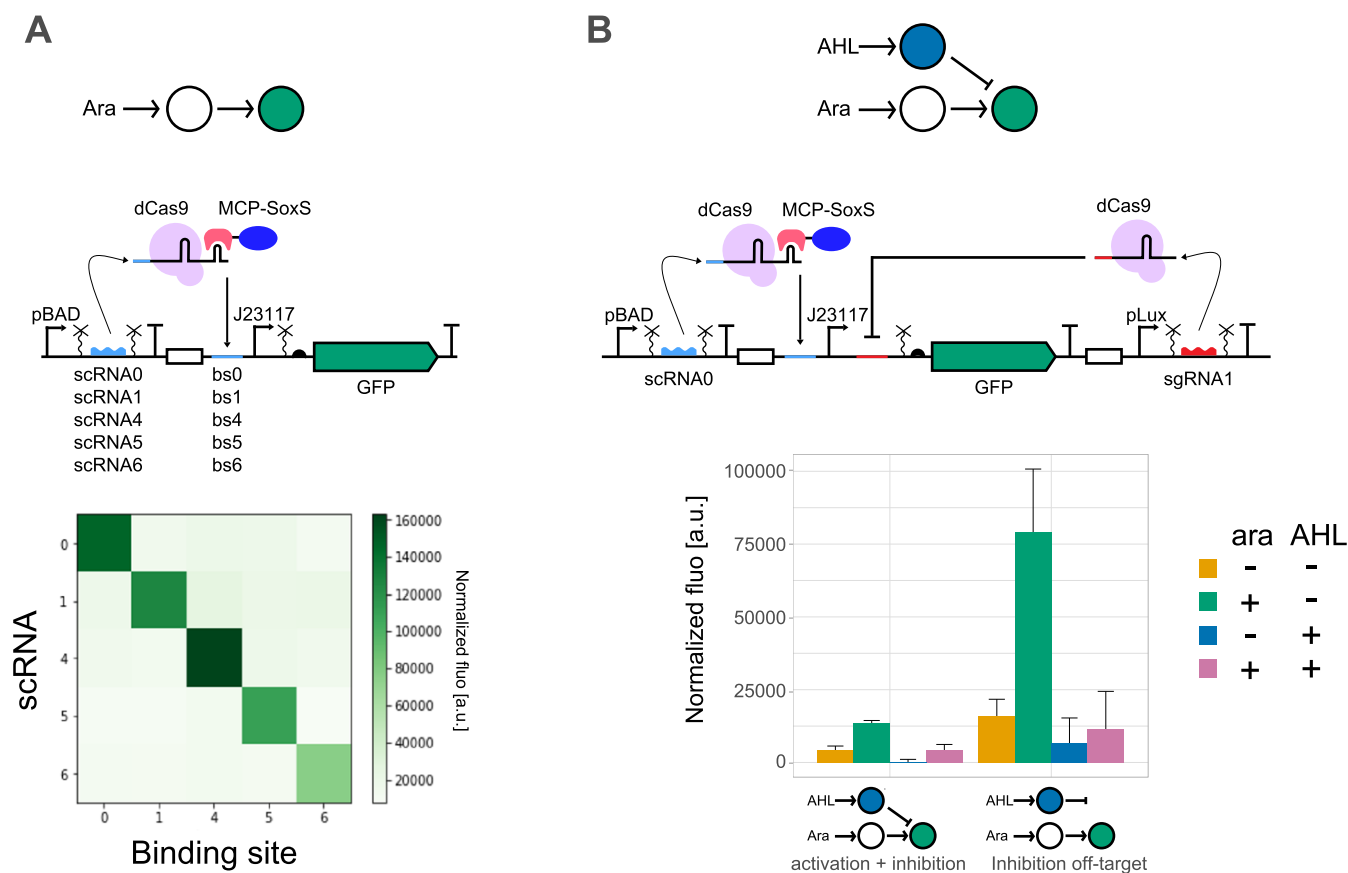 A
Ara
dCas9 MCP-SoxS
pBAD J23117
GFP
scRNA0 bs0
scRNA1 bs1
scRNA4 bs4
scRNA5 bs5
scRNA6 bs6
scRNA
0
1
4
5
6
0 1 4 5 6
Binding site
160000
140000
120000
100000
80000
60000
40000
20000
Normalized fluo [a.u.]
B
AHL
Ara
dCas9 MCP-SoxS dCas9
pBAD J23117 pLux
scRNA0 GFP sgRNA1
Normalized fluo [a.u.]
100000
75000
50000
25000
0
ara AHL
- -
+ -
- +
+ +
AHL AHL
Ara Ara
activation + inhibition Inhibition off-target